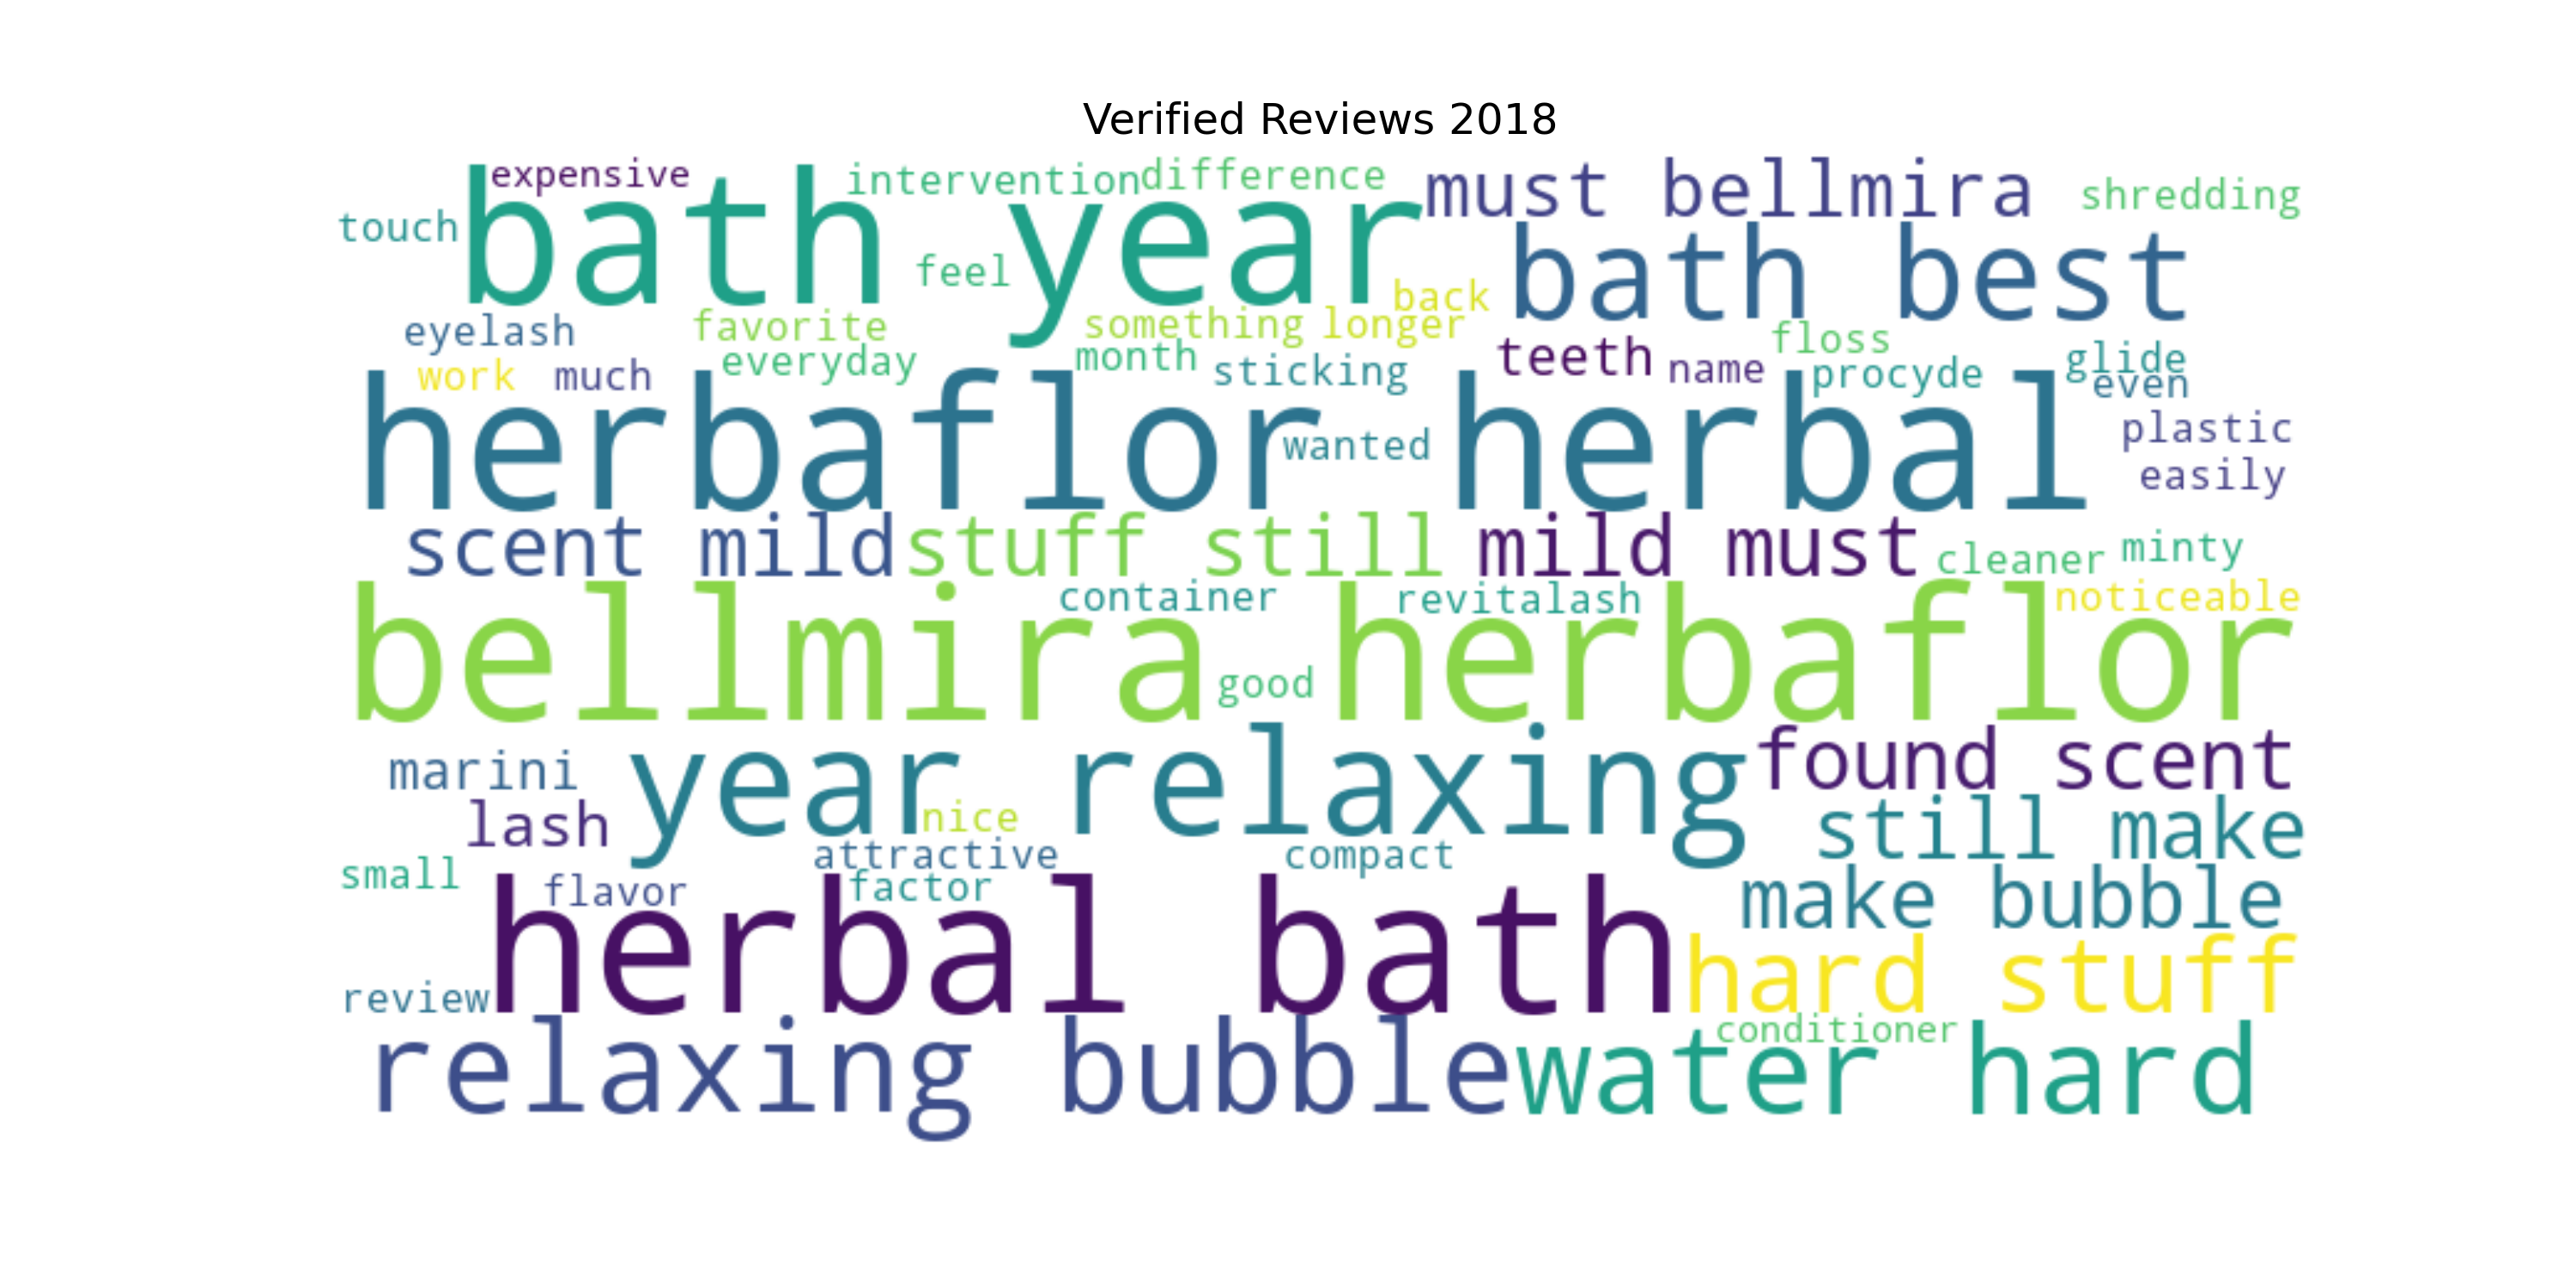 Verified Reviews 2018
expensive
intervention
difference
must bellmira
shredding
touch
bath year
feel
bath best
back
eyelash
favorite
something longer
floss
everyday
month
sticking
teeth
name
procyde
glide
even
work
much
herbaflor herbal
wanted
plastic
easily
scent mild
stuff still
mild must
cleaner
minty
container
revitalash
noticeable
bellmira herbaflor
good
marini
year relaxing
found scent
lash
nice
still make
small
attractive
compact
flavor
factor
make bubble
herbal bath
hard stuff
review
conditioner
relaxing bubble
water hard